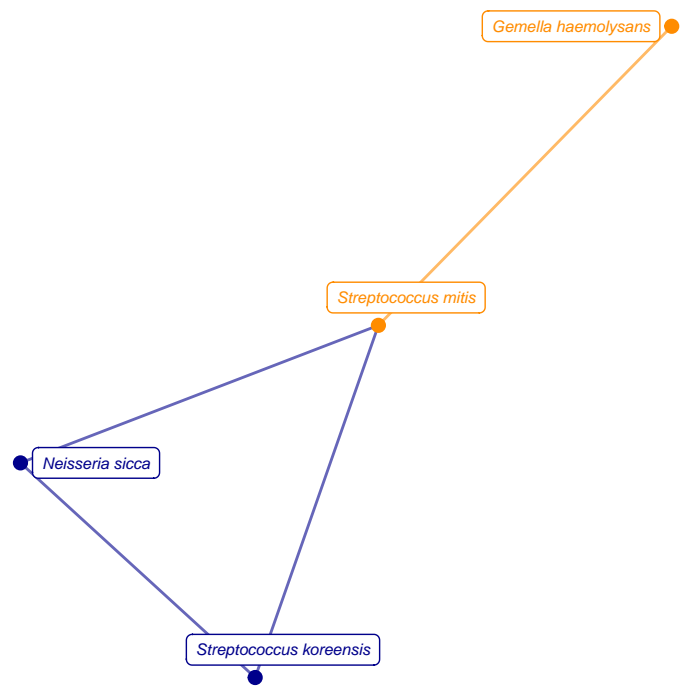 Gemella haemolysans
Streptococcus mitis
Neisseria sicca
Streptococcus koreensis